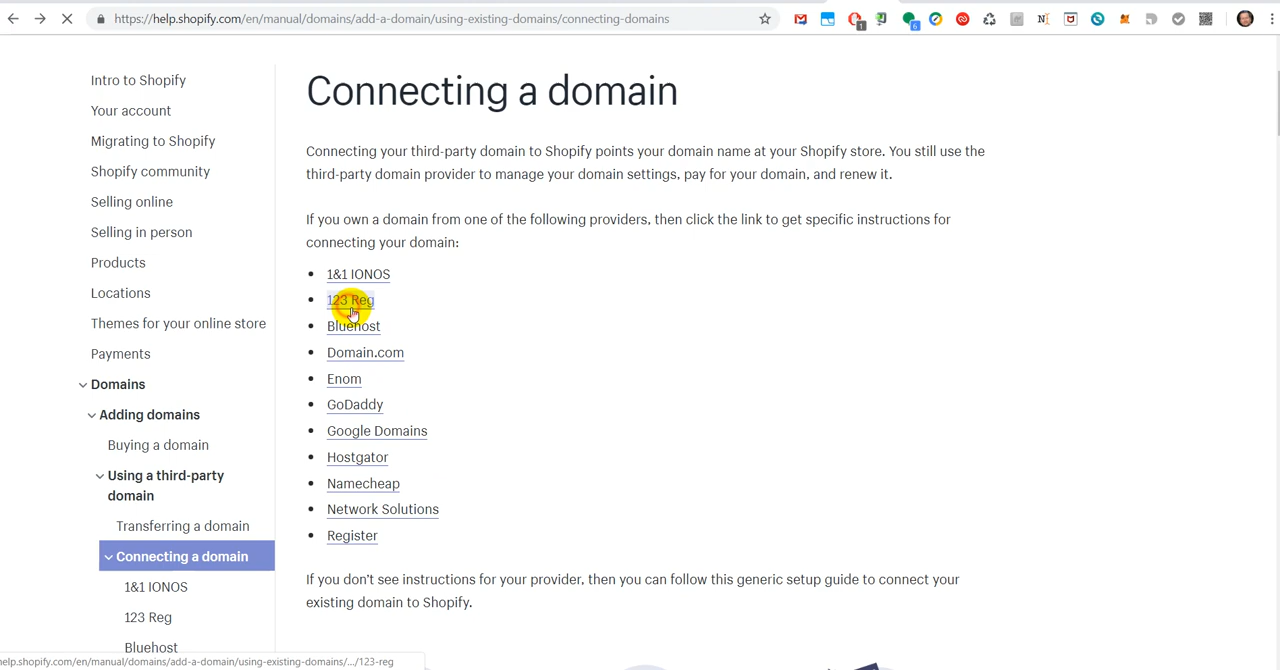 https://help.shopify.com/en/manual/domains/add-a-domain/using-existing-domains/connecting-domains
1
6
Intro to Shopify
Your account
Migrating to Shopify
Shopify community
Selling online
Selling in person
Products
Locations
Themes for your online store
Payments
Domains
Adding domains
Buying a domain
Using a third-party
domain
Transferring a domain
Connecting a domain
1&1 IONOS
123 Reg
Bluehost
Connecting a domain
Connecting your third-party domain to Shopify points your domain name at your Shopify store. You still use the
third-party domain provider to manage your domain settings, pay for your domain, and renew it.
If you own a domain from one of the following providers, then click the link to get specific instructions for
connecting your domain:
• 1&1 IONOS
• 123 Reg
• Bluehost
• Domain.com
• Enom
• GoDaddy
• Google Domains
• Hostgator
• Namecheap
• Network Solutions
• Register
If you don't see instructions for your provider, then you can follow this generic setup guide to connect your
existing domain to Shopify.
help.shopify.com/en/manual/domains/add-a-domain/using-existing-domains/.../123-reg